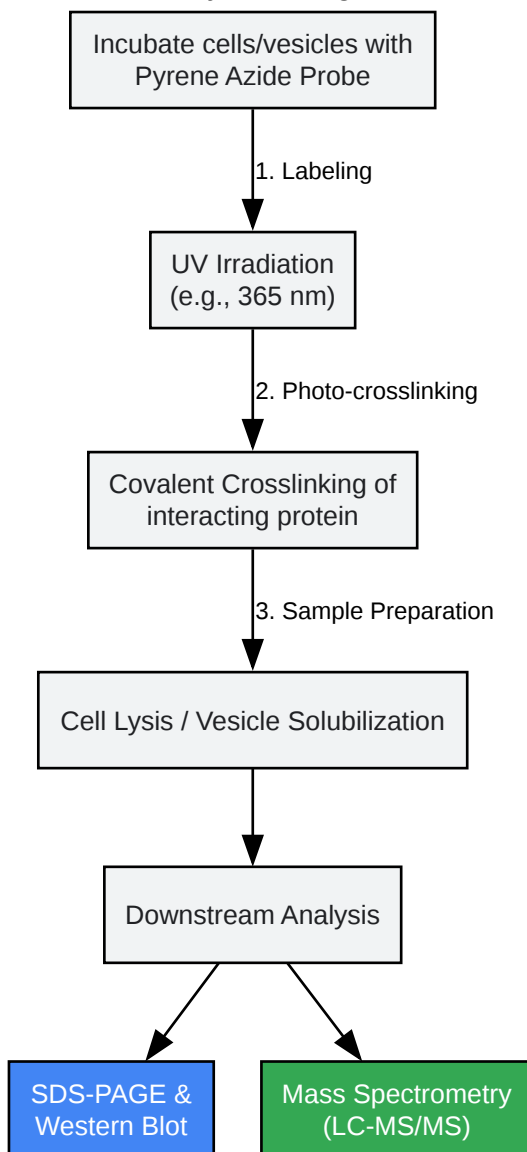 Incubate cells/vesicles with
Pyrene Azide Probe
1. Labeling
UV Irradiation
(e.g., 365 nm)
2. Photo-crosslinking
Covalent Crosslinking of
interacting protein
3. Sample Preparation
Cell Lysis / Vesicle Solubilization
Downstream Analysis
SDS-PAGE &
Western Blot
Mass Spectrometry
(LC-MS/MS)